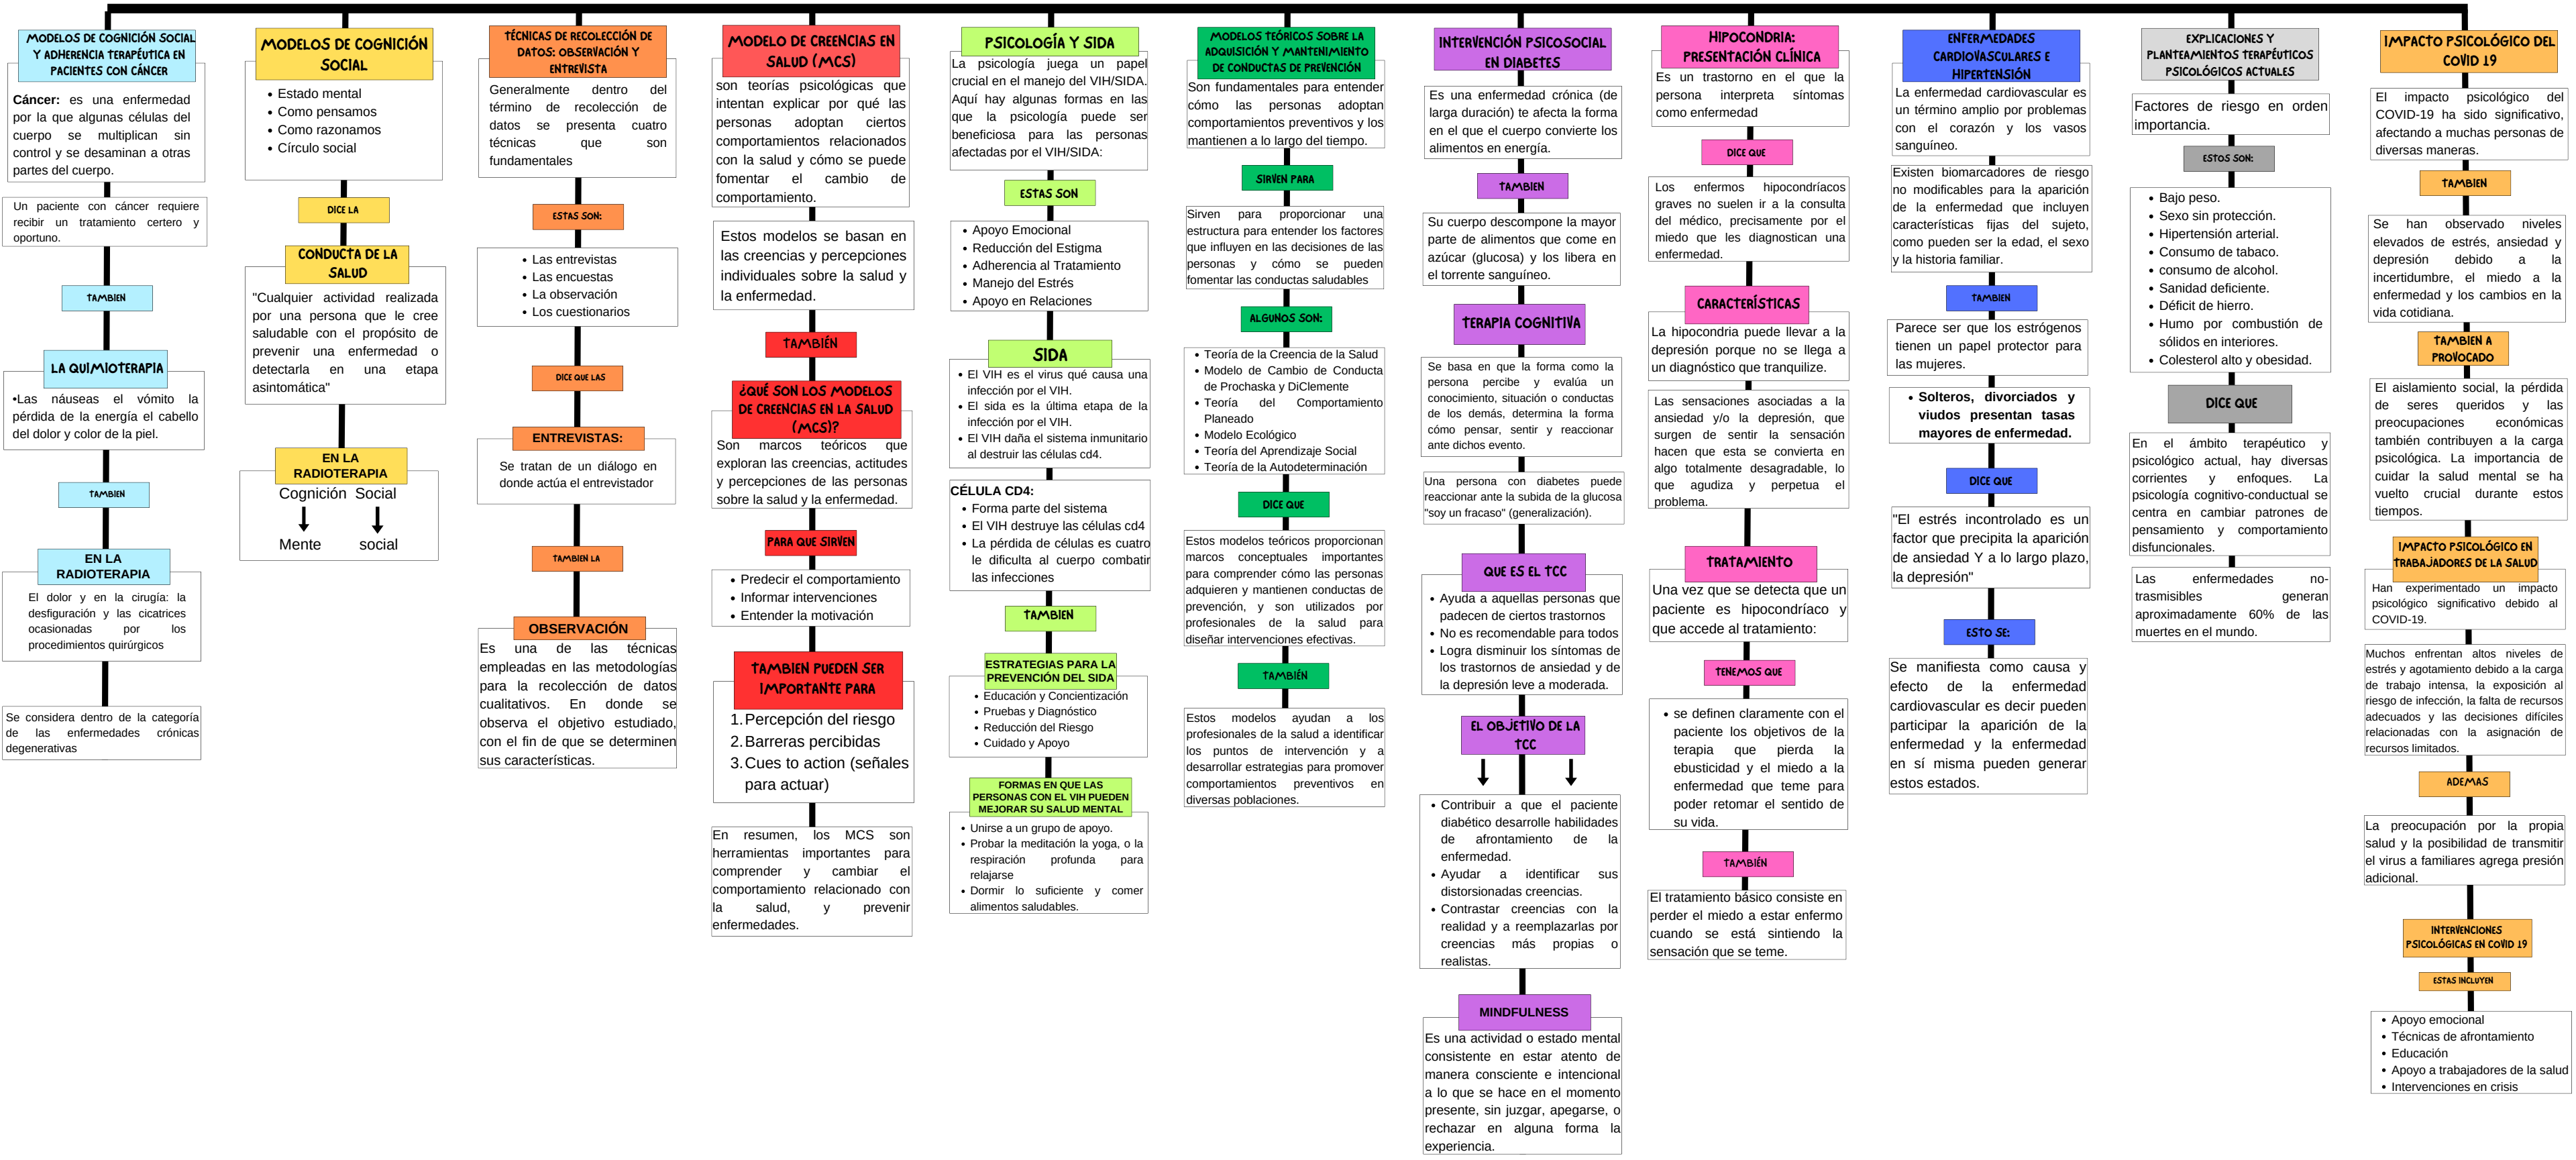 MODELOS DE COGNICIÓN SOCIAL
Y ADHERENCIA TERAPÉUTICA EN
PACIENTES CON CÁNCER
Cáncer: es una enfermedad
por la que algunas células del
cuerpo se multiplican sin
control y se desaminan a otras
partes del cuerpo.
Un paciente con cáncer requiere
recibir un tratamiento certero y
oportuno.
TAMBIEN
LA QUIMIOTERAPIA
•Las náuseas el vómito la
pérdida de la energía el cabello
del dolor y color de la piel.
TAMBIEN
EN LA
RADIOTERAPIA
El dolor y en la cirugía: la
desfiguración y las cicatrices
ocasionadas por los
procedimientos quirúrgicos
Se considera dentro de la categoría
de las enfermedades crónicas
degenerativas
MODELOS DE COGNICIÓN
SOCIAL
• Estado mental
• Como pensamos
• Como razonamos
• Círculo social
DICE LA
CONDUCTA DE LA
SALUD
"Cualquier actividad realizada
por una persona que le cree
saludable con el propósito de
prevenir una enfermedad o
detectarla en una etapa
asintomática"
EN LA
RADIOTERAPIA
Cognición Social
Mente social
TÉCNICAS DE RECOLECCIÓN DE
DATOS: OBSERVACIÓN Y
ENTREVISTA
Generalmente dentro del
término de recolección de
datos se presenta cuatro
técnicas que son
fundamentales
ESTAS SON:
• Las entrevistas
• Las encuestas
• La observación
• Los cuestionarios
DICE QUE LAS
ENTREVISTAS:
Se tratan de un diálogo en
donde actúa el entrevistador
TAMBIEN LA
OBSERVACIÓN
Es una de las técnicas
empleadas en las metodologías
para la recolección de datos
cualitativos. En donde se
observa el objetivo estudiado,
con el fin de que se determinen
sus características.
MODELO DE CREENCIAS EN
SALUD (MCS)
son teorías psicológicas que
intentan explicar por qué las
personas adoptan ciertos
comportamientos relacionados
con la salud y cómo se puede
fomentar el cambio de
comportamiento.
Estos modelos se basan en
las creencias y percepciones
individuales sobre la salud y
la enfermedad.
TAMBIÉN
¿QUÉ SON LOS MODELOS
DE CREENCIAS EN LA SALUD
(MCS)?
Son marcos teóricos que
exploran las creencias, actitudes
y percepciones de las personas
sobre la salud y la enfermedad.
PARA QUE SIRVEN
• Predecir el comportamiento
• Informar intervenciones
• Entender la motivación
TAMBIEN PUEDEN SER
IMPORTANTE PARA
1. Percepción del riesgo
2. Barreras percibidas
3. Cues to action (señales
para actuar)
En resumen, los MCS son
herramientas importantes para
comprender y cambiar el
comportamiento relacionado con
la salud, y prevenir
enfermedades.
PSICOLOGÍA Y SIDA
La psicología juega un papel
crucial en el manejo del VIH/SIDA.
Aquí hay algunas formas en las
que la psicología puede ser
beneficiosa para las personas
afectadas por el VIH/SIDA:
ESTAS SON
• Apoyo Emocional
• Reducción del Estigma
• Adherencia al Tratamiento
• Manejo del Estrés
• Apoyo en Relaciones
SIDA
• El VIH es el virus qué causa una
infección por el VIH.
• El sida es la última etapa de la
infección por el VIH.
• El VIH daña el sistema inmunitario
al destruir las células cd4.
CÉLULA CD4:
• Forma parte del sistema
• El VIH destruye las células cd4
• La pérdida de células es cuatro
le dificulta al cuerpo combatir
las infecciones
TAMBIEN
ESTRATEGIAS PARA LA
PREVENCIÓN DEL SIDA
• Educación y Concientización
• Pruebas y Diagnóstico
• Reducción del Riesgo
• Cuidado y Apoyo
FORMAS EN QUE LAS
PERSONAS CON EL VIH PUEDEN
MEJORAR SU SALUD MENTAL
• Unirse a un grupo de apoyo.
• Probar la meditación la yoga, o la
respiración profunda para
relajarse
• Dormir lo suficiente y comer
alimentos saludables.
MODELOS TEÓRICOS SOBRE LA
ADQUISICIÓN Y MANTENIMIENTO
DE CONDUCTAS DE PREVENCIÓN
Son fundamentales para entender
cómo las personas adoptan
comportamientos preventivos y los
mantienen a lo largo del tiempo.
SIRVEN PARA
Sirven para proporcionar una
estructura para entender los factores
que influyen en las decisiones de las
personas y cómo se pueden
fomentar las conductas saludables
ALGUNOS SON:
• Teoría de la Creencia de la Salud
• Modelo de Cambio de Conducta
de Prochaska y DiClemente
• Teoría del Comportamiento
Planeado
• Modelo Ecológico
• Teoría del Aprendizaje Social
• Teoría de la Autodeterminación
DICE QUE
Estos modelos teóricos proporcionan
marcos conceptuales importantes
para comprender cómo las personas
adquieren y mantienen conductas de
prevención, y son utilizados por
profesionales de la salud para
diseñar intervenciones efectivas.
TAMBIÉN
Estos modelos ayudan a los
profesionales de la salud a identificar
los puntos de intervención y a
desarrollar estrategias para promover
comportamientos preventivos en
diversas poblaciones.
INTERVENCIÓN PSICOSOCIAL
EN DIABETES
Es una enfermedad crónica (de
larga duración) te afecta la forma
en el que el cuerpo convierte los
alimentos en energía.
TAMBIEN
Su cuerpo descompone la mayor
parte de alimentos que come en
azúcar (glucosa) y los libera en
el torrente sanguíneo.
TERAPIA COGNITIVA
Se basa en que la forma como la
persona percibe y evalúa un
conocimiento, situación o conductas
de los demás, determina la forma
cómo pensar, sentir y reaccionar
ante dichos evento.
Una persona con diabetes puede
reaccionar ante la subida de la glucosa
"soy un fracaso" (generalización).
QUE ES EL TCC
• Ayuda a aquellas personas que
padecen de ciertos trastornos
• No es recomendable para todos
• Logra disminuir los síntomas de
los trastornos de ansiedad y de
la depresión leve a moderada.
EL OBJETIVO DE LA
TCC
• Contribuir a que el paciente
diabético desarrolle habilidades
de afrontamiento de la
enfermedad.
• Ayudar a identificar sus
distorsionadas creencias.
• Contrastar creencias con la
realidad y a reemplazarlas por
creencias más propias o
realistas.
MINDFULNESS
Es una actividad o estado mental
consistente en estar atento de
manera consciente e intencional
a lo que se hace en el momento
presente, sin juzgar, apegarse, o
rechazar en alguna forma la
experiencia.
HIPOCONDRIA:
PRESENTACIÓN CLÍNICA
Es un trastorno en el que la
persona interpreta síntomas
como enfermedad
DICE QUE
Los enfermos hipocondríacos
graves no suelen ir a la consulta
del médico, precisamente por el
miedo que les diagnostican una
enfermedad.
CARACTERÍSTICAS
La hipocondria puede llevar a la
depresión porque no se llega a
un diagnóstico que tranquilize.
Las sensaciones asociadas a la
ansiedad y/o la depresión, que
surgen de sentir la sensación
hacen que esta se convierta en
algo totalmente desagradable, lo
que agudiza y perpetua el
problema.
TRATAMIENTO
Una vez que se detecta que un
paciente es hipocondríaco y
que accede al tratamiento:
TENEMOS QUE
• se definen claramente con el
paciente los objetivos de la
terapia que pierda la
ebusticidad y el miedo a la
enfermedad que teme para
poder retomar el sentido de
su vida.
TAMBIÉN
El tratamiento básico consiste en
perder el miedo a estar enfermo
cuando se está sintiendo la
sensación que se teme.
ENFERMEDADES
CARDIOVASCULARES E
HIPERTENSIÓN
La enfermedad cardiovascular es
un término amplio por problemas
con el corazón y los vasos
sanguíneo.
Existen biomarcadores de riesgo
no modificables para la aparición
de la enfermedad que incluyen
características fijas del sujeto,
como pueden ser la edad, el sexo
y la historia familiar.
TAMBIEN
Parece ser que los estrógenos
tienen un papel protector para
las mujeres.
• Solteros, divorciados y
viudos presentan tasas
mayores de enfermedad.
DICE QUE
"El estrés incontrolado es un
factor que precipita la aparición
de ansiedad Y a lo largo plazo,
la depresión"
ESTO SE:
Se manifiesta como causa y
efecto de la enfermedad
cardiovascular es decir pueden
participar la aparición de la
enfermedad y la enfermedad
en sí misma pueden generar
estos estados.
EXPLICACIONES Y
PLANTEAMIENTOS TERAPÉUTICOS
PSICOLÓGICOS ACTUALES
Factores de riesgo en orden
importancia.
ESTOS SON:
• Bajo peso.
• Sexo sin protección.
• Hipertensión arterial.
• Consumo de tabaco.
• consumo de alcohol.
• Sanidad deficiente.
• Déficit de hierro.
• Humo por combustión de
sólidos en interiores.
• Colesterol alto y obesidad.
DICE QUE
En el ámbito terapéutico y
psicológico actual, hay diversas
corrientes y enfoques. La
psicología cognitivo-conductual se
centra en cambiar patrones de
pensamiento y comportamiento
disfuncionales.
Las enfermedades no-
trasmisibles generan
aproximadamente 60% de las
muertes en el mundo.
IMPACTO PSICOLÓGICO DEL
COVID 19
El impacto psicológico del
COVID-19 ha sido significativo,
afectando a muchas personas de
diversas maneras.
TAMBIEN
Se han observado niveles
elevados de estrés, ansiedad y
depresión debido a la
incertidumbre, el miedo a la
enfermedad y los cambios en la
vida cotidiana.
TAMBIEN A
PROVOCADO
El aislamiento social, la pérdida
de seres queridos y las
preocupaciones económicas
también contribuyen a la carga
psicológica. La importancia de
cuidar la salud mental se ha
vuelto crucial durante estos
tiempos.
IMPACTO PSICOLÓGICO EN
TRABAJADORES DE LA SALUD
Han experimentado un impacto
psicológico significativo debido al
COVID-19.
Muchos enfrentan altos niveles de
estrés y agotamiento debido a la carga
de trabajo intensa, la exposición al
riesgo de infección, la falta de recursos
adecuados y las decisiones difíciles
relacionadas con la asignación de
recursos limitados.
ADEMAS
La preocupación por la propia
salud y la posibilidad de transmitir
el virus a familiares agrega presión
adicional.
INTERVENCIONES
PSICOLÓGICAS EN COVID 19
ESTAS INCLUYEN
• Apoyo emocional
• Técnicas de afrontamiento
• Educación
• Apoyo a trabajadores de la salud
• Intervenciones en crisis